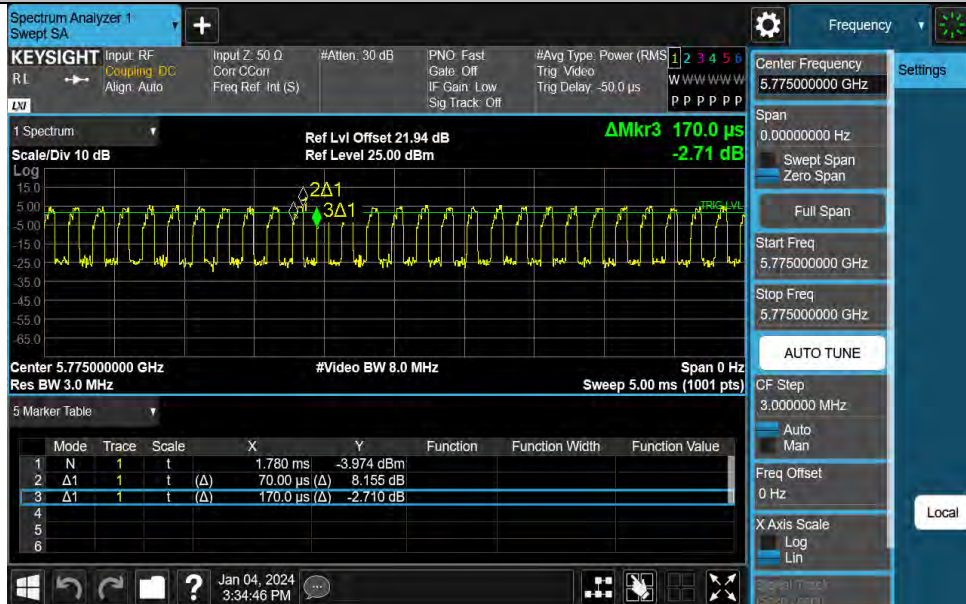 Spectrum Analyzer 1
Swept SA
+
Frequency
KEYSIGHT
RL
LXI
Input: RF
Coupling: DC
Align: Auto
Input Z: 50 Ω
Corr CCorr
Freq Ref: Int (S)
#Atten: 30 dB
PNO: Fast
Gate: Off
IF Gain: Low
Sig Track: Off
#Avg Type: Power (RMS
Trig: Video
Trig Delay: -50.0 µs
1 2 3 4 5 6
W W W W W W
P P P P P P
1 Spectrum
Scale/Div 10 dB
Log
Ref Lvl Offset 21.94 dB
Ref Level 25.00 dBm
ΔMkr3 170.0 µs
-2.71 dB
15.0
5.00
-5.00
-15.0
-25.0
-35.0
-45.0
-55.0
-65.0
2Δ1
3Δ1
TRIG LVL
Center 5.775000000 GHz
#Video BW 8.0 MHz
Span 0 Hz
Res BW 3.0 MHz
Sweep 5.00 ms (1001 pts)
5 Marker Table
Mode Trace Scale X Y Function Function Width Function Value
1 N 1 t 1.780 ms -3.974 dBm
2 Δ1 1 t (Δ) 70.00 µs (Δ) 8.155 dB
3 Δ1 1 t (Δ) 170.0 µs (Δ) -2.710 dB
4
5
6
?
Jan 04, 2024
3:34:46 PM
Center Frequency
5.775000000 GHz
Settings
Span
0.00000000 Hz
Swept Span
Zero Span
Full Span
Start Freq
5.775000000 GHz
Stop Freq
5.775000000 GHz
AUTO TUNE
CF Step
3.000000 MHz
Auto
Man
Freq Offset
0 Hz
Local
X Axis Scale
Log
Lin
Signal Track